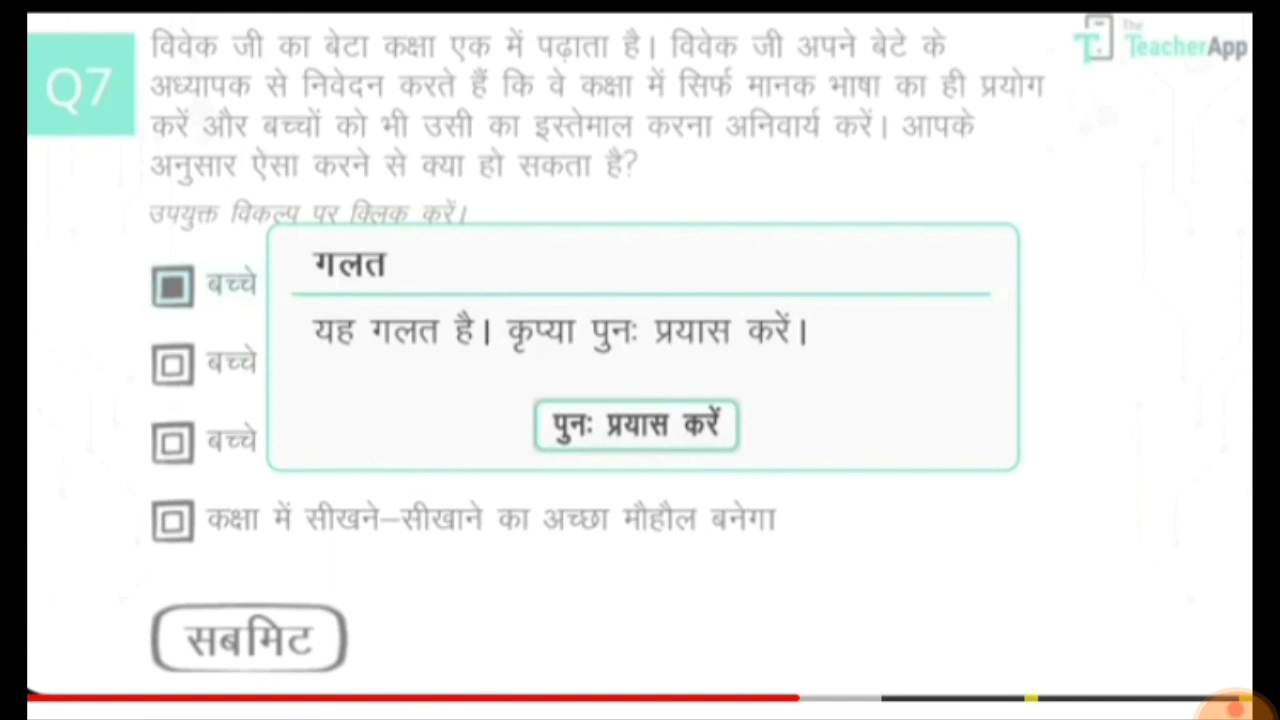 The
TeacherApp
Q7
विवेक जी का बेटा कक्षा एक में पढ़ाता है। विवेक जी अपने बेटे के
अध्यापक से निवेदन करते हैं कि वे कक्षा में सिर्फ मानक भाषा का ही प्रयोग
करें और बच्चों को भी उसी का इस्तेमाल करना अनिवार्य करें। आपके
अनुसार ऐसा करने से क्या हो सकता है?
उपयुक्त विकल्प पर क्लिक करें।
गलत
यह गलत है। कृप्या पुनः प्रयास करें।
पुनः प्रयास करें
बच्चे
बच्चे
बच्चे
कक्षा में सीखने–सीखाने का अच्छा मौहौल बनेगा
सबमिट